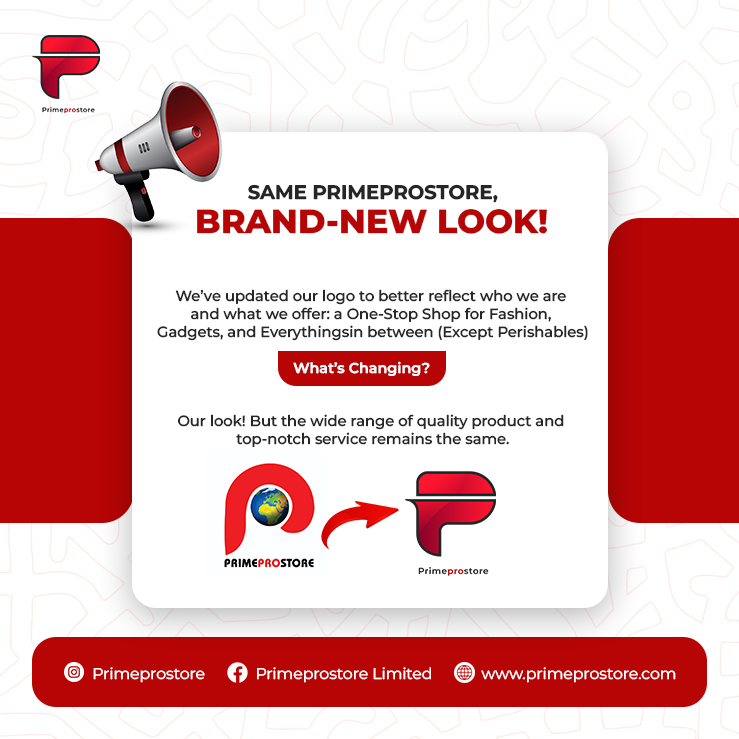 Primeprostore
SAME PRIMEPROSTORE,
BRAND-NEW LOOK!
We've updated our logo to better reflect who we are
and what we offer: a One-Stop Shop for Fashion,
Gadgets, and Everythingsin between (Except Perishables)
What's Changing?
Our look! But the wide range of quality product and
top-notch service remains the same.
PRIMEPROSTORE
Primeprostore
Primeprostore
Primeprostore Limited
www.primeprostore.com